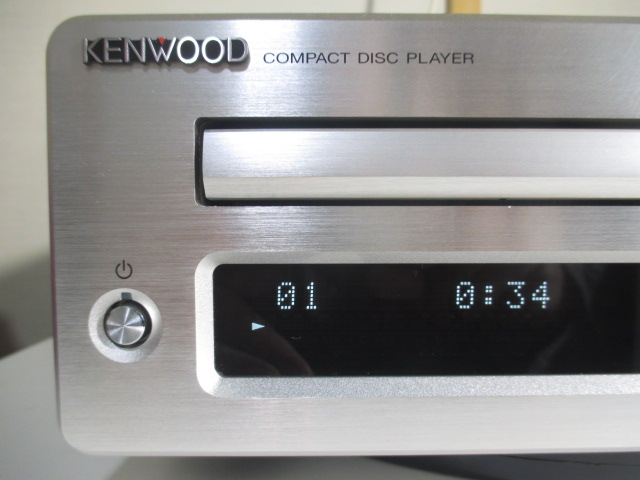 KENWOOD COMPACT DISC PLAYER
01 0:34